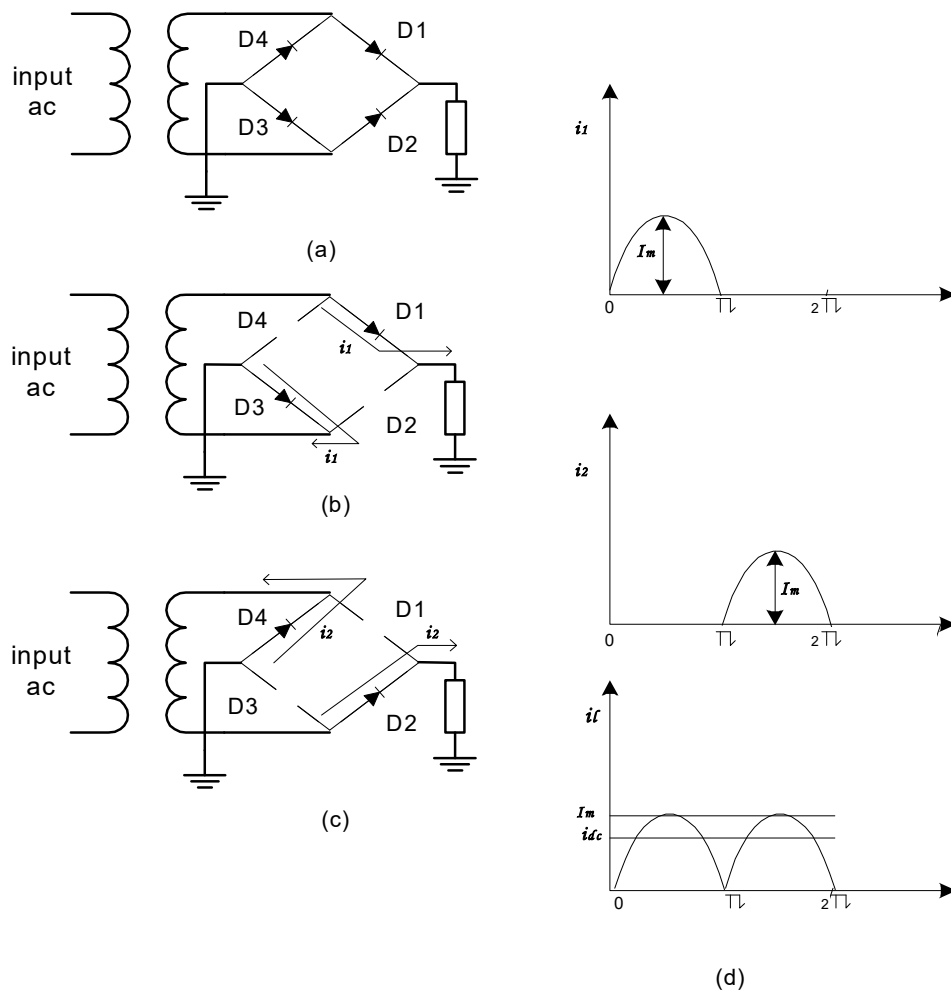 D4
D1
input
ac
D3
D2
(a)
D4
D1
i1
input
ac
D3
D2
i1
(b)
D4
D1
i2
i2
input
ac
D3
D2
(c)
i1
Im
0
π
2π
i2
Im
0
π
2π
il
Im
idc
0
π
2π
(d)